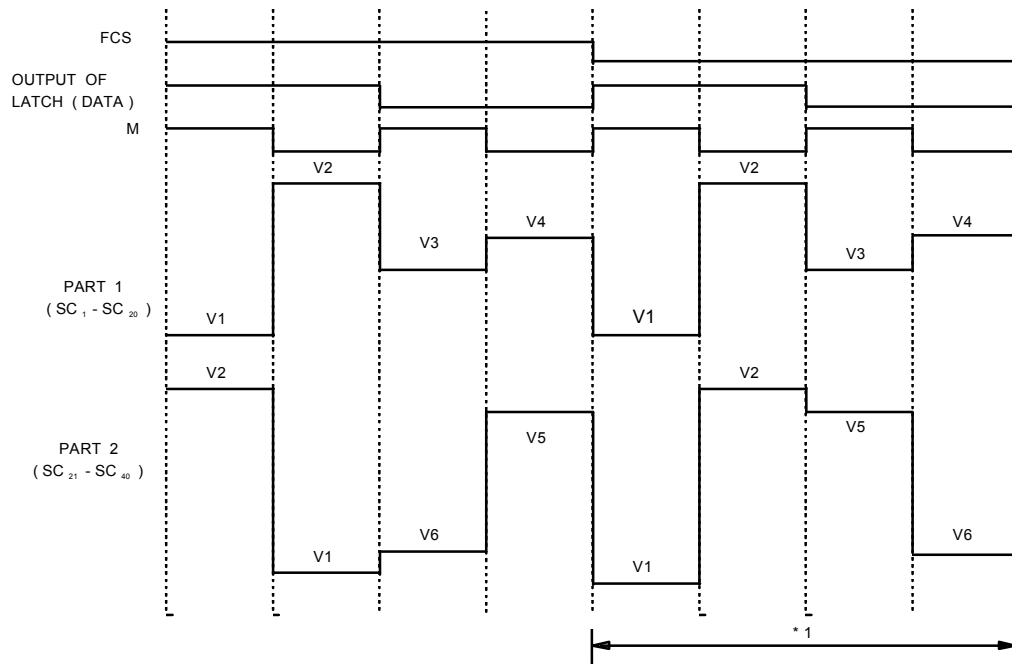 FCS
OUTPUT OF
LATCH ( DATA )
M
V2 V2
V4 V4
V3 V3
PART 1
( SC 1 - SC 20 )
V1 V1
V2 V2
V5 V5
PART 2
( SC 21 - SC 40 )
V6 V6
V1 V1
* 1